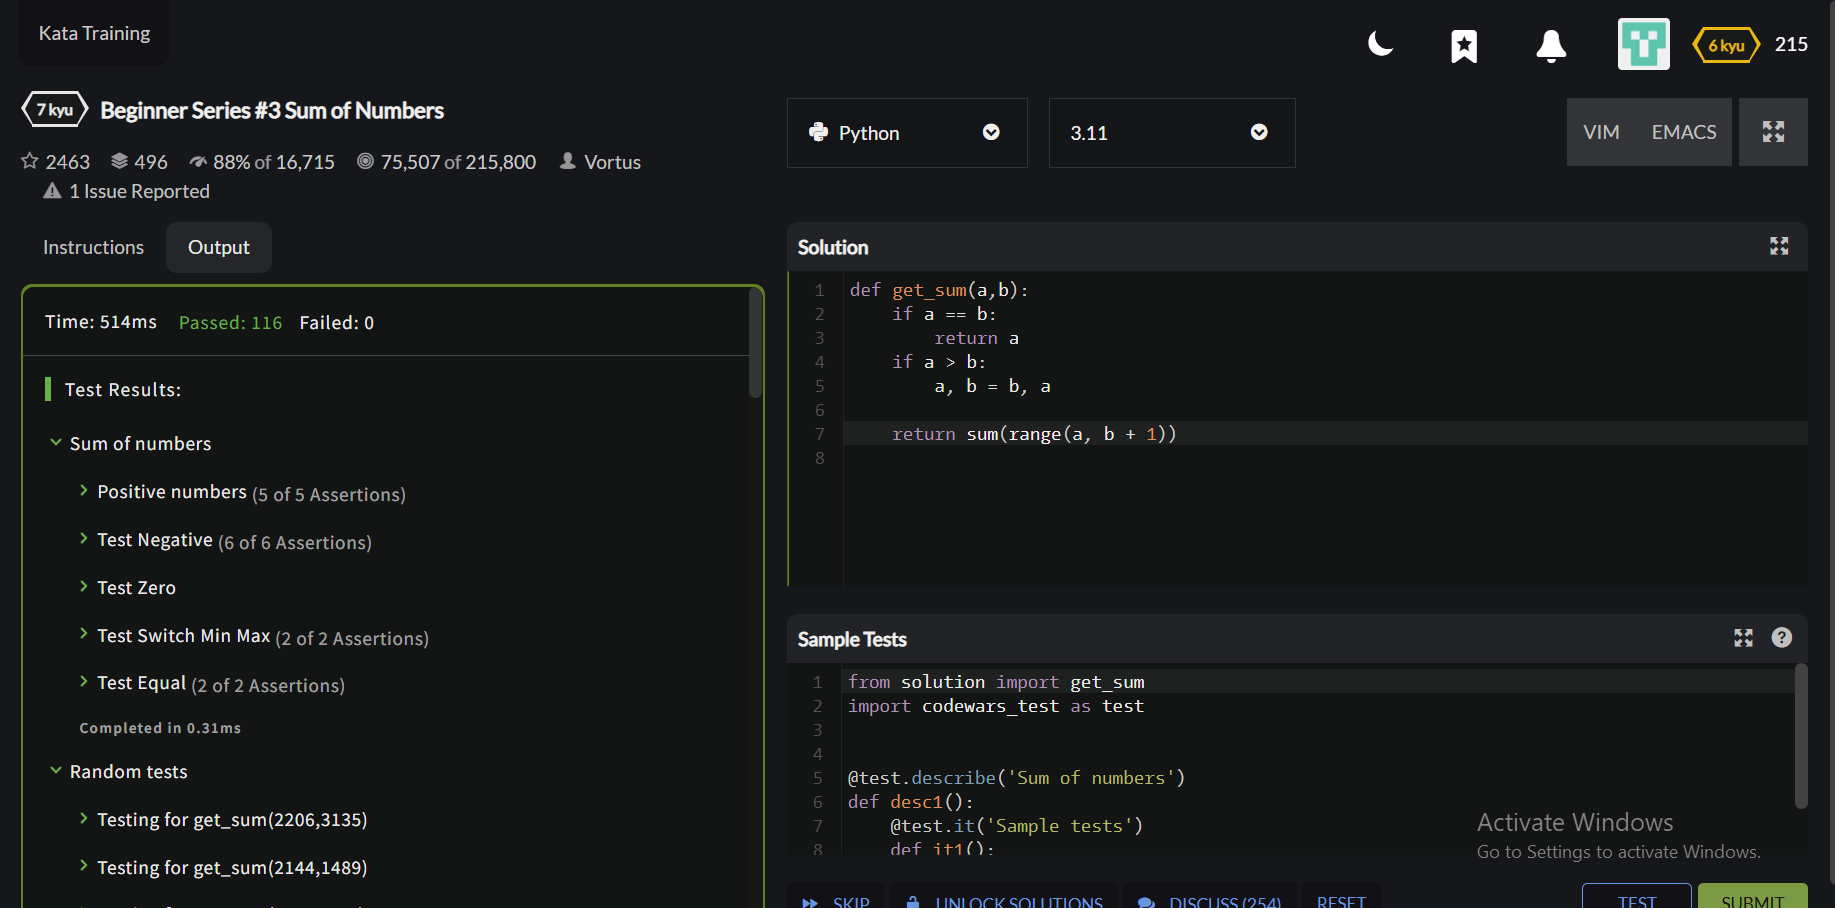 Kata Training
6 kyu 215
7 kyu Beginner Series #3 Sum of Numbers
2463 496 88% of 16,715 75,507 of 215,800 Vortus
1 Issue Reported
Instructions Output
Time: 514ms Passed: 116 Failed: 0
Test Results:
Sum of numbers
Positive numbers (5 of 5 Assertions)
Test Negative (6 of 6 Assertions)
Test Zero
Test Switch Min Max (2 of 2 Assertions)
Test Equal (2 of 2 Assertions)
Completed in 0.31ms
Random tests
Testing for get_sum(2206,3135)
Testing for get_sum(2144,1489)
Python 3.11 VIM EMACS
Solution
1 def get_sum(a,b):
2 if a == b:
3 return a
4 if a > b:
5 a, b = b, a
6
7 return sum(range(a, b + 1))
8
Sample Tests
1 from solution import get_sum
2 import codewars_test as test
3
4
5 @test.describe('Sum of numbers')
6 def desc1():
7 @test.it('Sample tests')
8 def it1():
Activate Windows
Go to Settings to activate Windows.
SKIP UNLOCK SOLUTIONS DISCUSS (254) RESET TEST SUBMIT